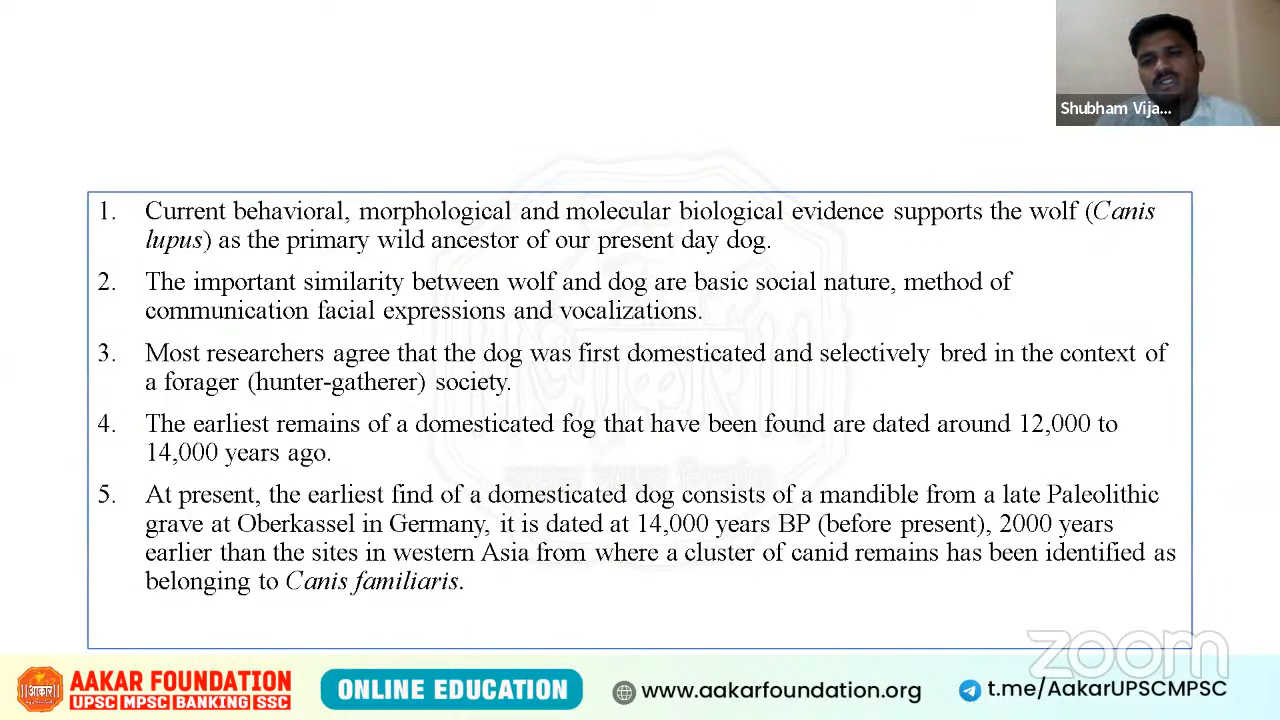 Shubham Vija...
1. Current behavioral, morphological and molecular biological evidence supports the wolf (Canis
lupus) as the primary wild ancestor of our present day dog.
2. The important similarity between wolf and dog are basic social nature, method of
communication facial expressions and vocalizations.
3. Most researchers agree that the dog was first domesticated and selectively bred in the context of
a forager (hunter-gatherer) society.
4. The earliest remains of a domesticated fog that have been found are dated around 12,000 to
14,000 years ago.
5. At present, the earliest find of a domesticated dog consists of a mandible from a late Paleolithic
grave at Oberkassel in Germany, it is dated at 14,000 years BP (before present), 2000 years
earlier than the sites in western Asia from where a cluster of canid remains has been identified as
belonging to Canis familiaris.
zoom
॥आकार॥
AAKAR FOUNDATION
UPSC|MPSC|BANKING|SSC
ONLINE EDUCATION
www.aakarfoundation.org
t.me/AakarUPSCMPSC